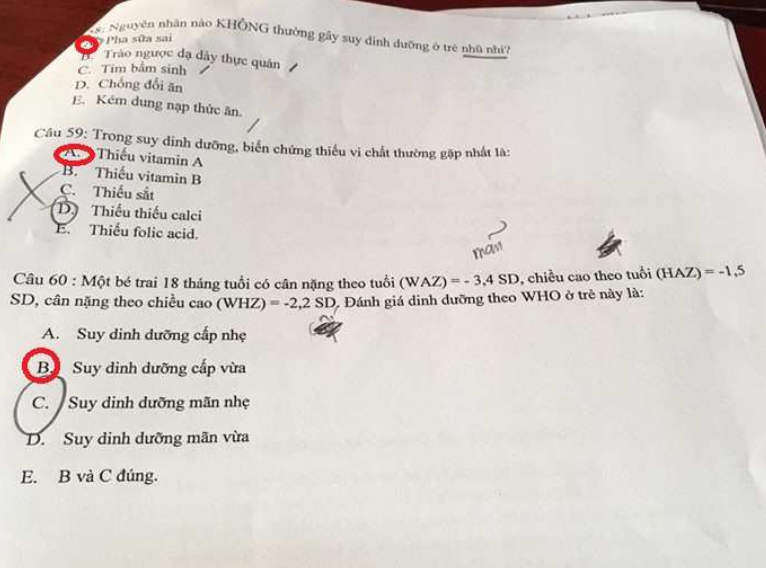 8: Nguyên nhân nào KHÔNG thường gây suy dinh dưỡng ở trẻ nhũ nhi?
Pha sữa sai
B. Trào ngược dạ dày thực quản
C. Tim bẩm sinh
D. Chống đối ăn
E. Kém dung nạp thức ăn.
Câu 59: Trong suy dinh dưỡng, biến chứng thiếu vi chất thường gặp nhất là:
A. Thiếu vitamin A
B. Thiếu vitamin B
C. Thiếu sắt
D. Thiếu thiếu calci
E. Thiếu folic acid.
mãn
Câu 60 : Một bé trai 18 tháng tuổi có cân nặng theo tuổi (WAZ) = - 3,4 SD, chiều cao theo tuổi (HAZ) = -1,5
SD, cân nặng theo chiều cao (WHZ) = -2,2 SD, Đánh giá dinh dưỡng theo WHO ở trẻ này là:
A. Suy dinh dưỡng cấp nhẹ
B. Suy dinh dưỡng cấp vừa
C. Suy dinh dưỡng mãn nhẹ
D. Suy dinh dưỡng mãn vừa
E. B và C đúng.